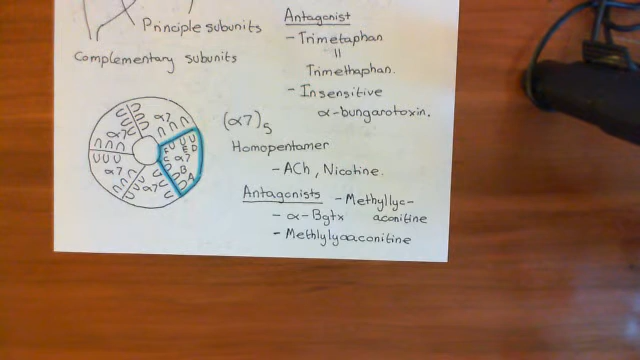 Principle subunits
Complementary subunits
Antagonist
- Trimetaphan
=
Trimethaphan.
- Insensitive
α-bungarotoxin.
α7
α7
α7
α7
α7
E D
C
B
A
(α7)5
Homopentamer
- ACh, Nicotine.
Antagonists - Methyllyc-
aconitine
- α-Bgtx
- Methlylyaaconitine